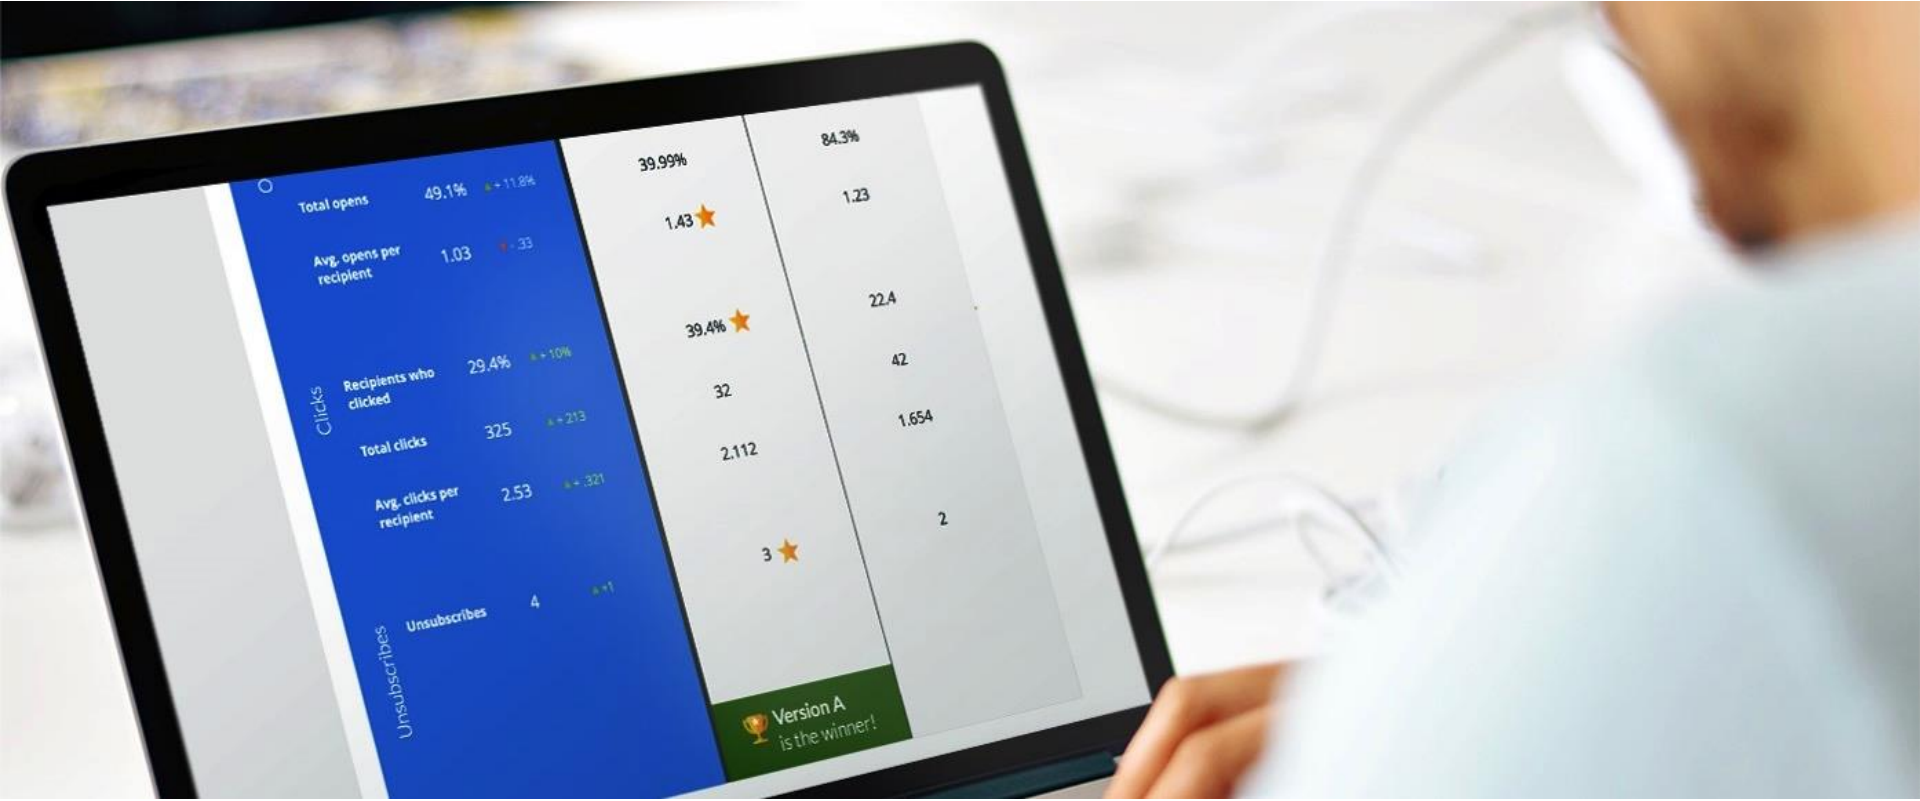 Total opens 49.1% + 11.8% 39.99% 84.3%
Avg. opens per
recipient 1.03 - .33 1.43 1.23
Clicks
Recipients who
clicked 29.4% + 10% 39.4% 22.4
Total clicks 325 + 213 32 42
Avg. clicks per
recipient 2.53 + .321 2.112 1.654
Unsubscribes
Unsubscribes 4 +1 3 2
Version A
is the winner!